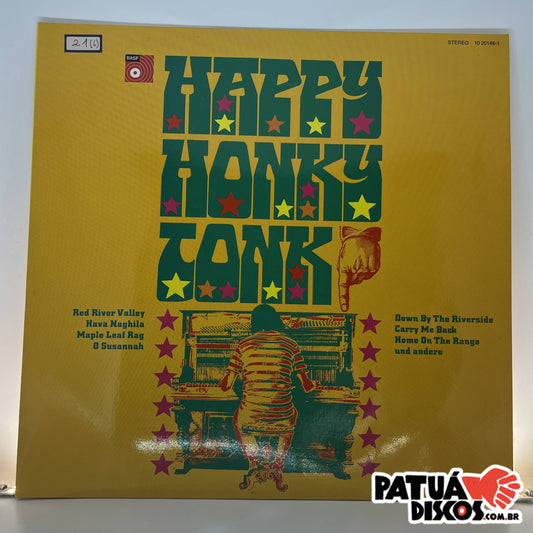 21(6)
BASF
STEREO 10 20146-1
HAPPY
HONKY
TONK
Red River Valley
Hava Naghila
Maple Leaf Rag
O Susannah
Down By The Riverside
Carry Me Back
Home On The Range
und andere
PATUÁ
DISCOS.COM.BR